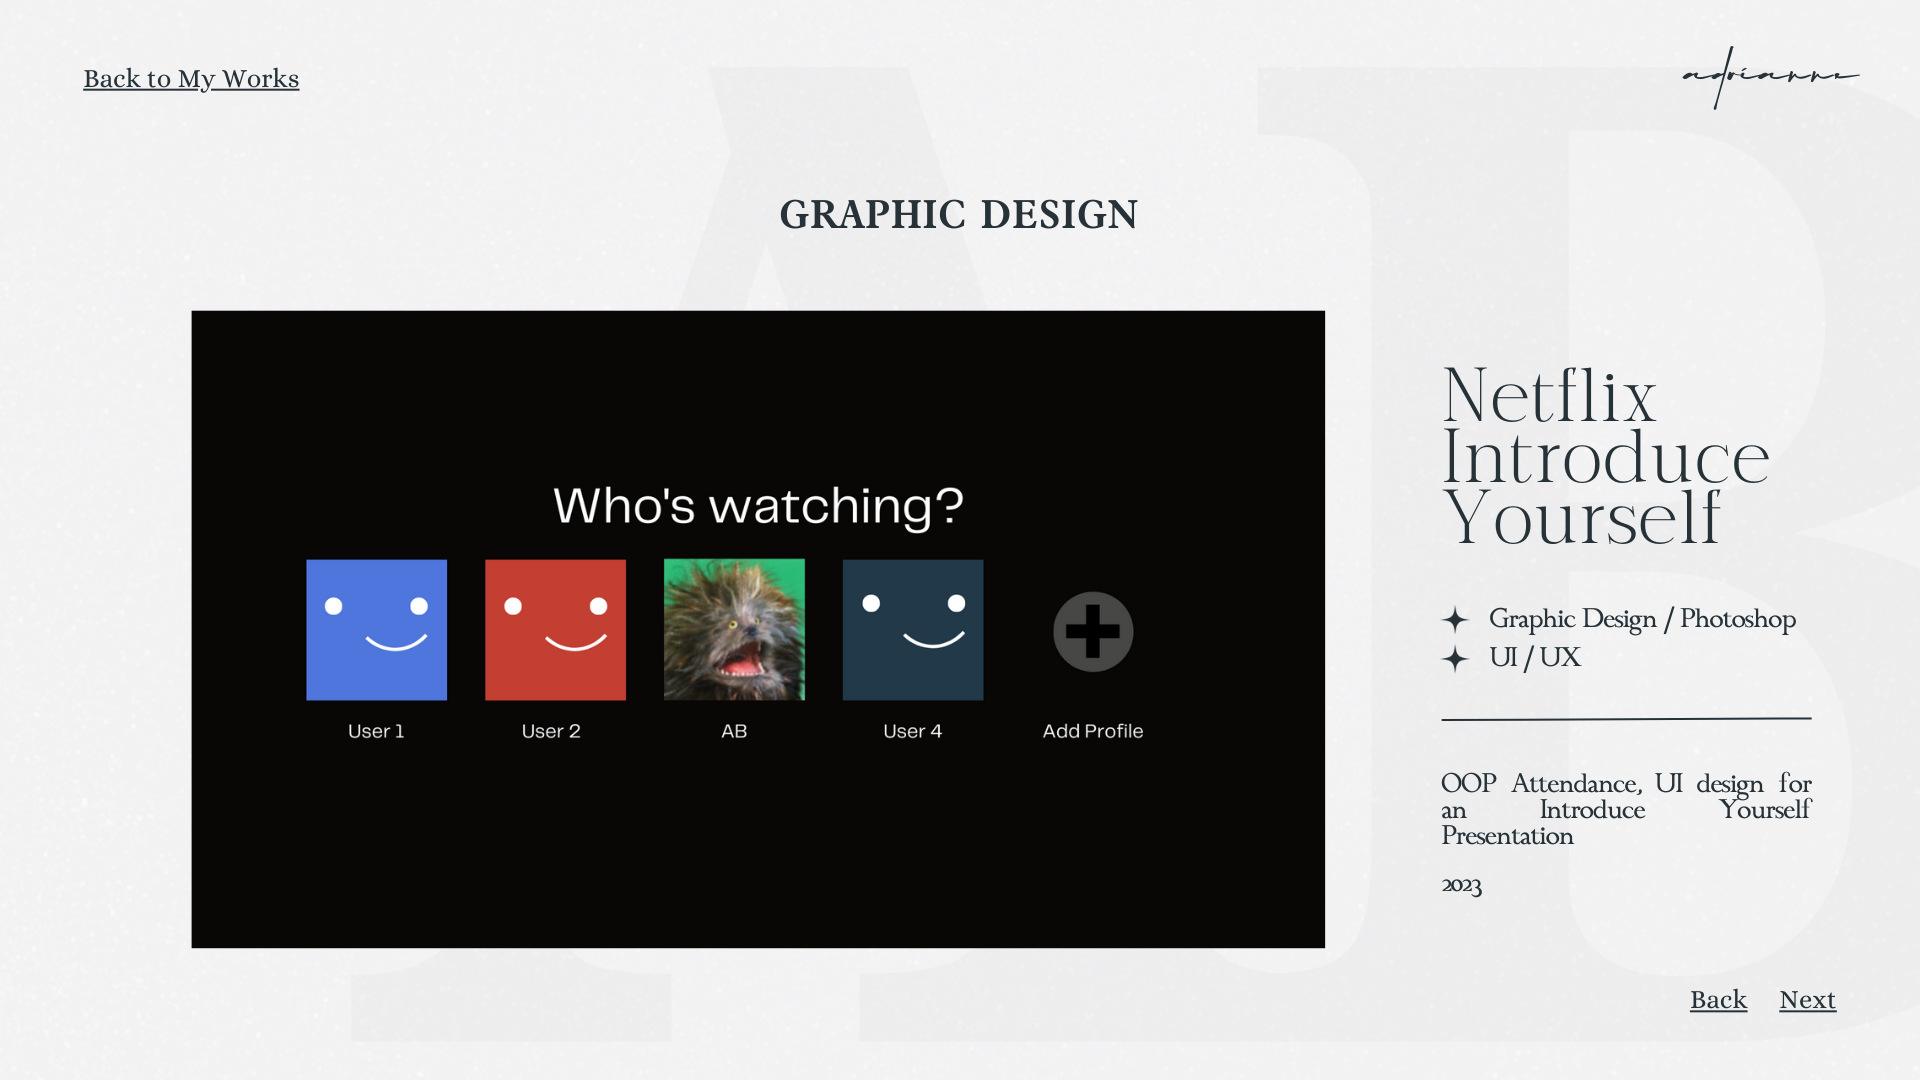 Back to My Works
adrianne
GRAPHIC DESIGN
Who's watching?
User 1
User 2
AB
User 4
Add Profile
Netflix
Introduce
Yourself
Graphic Design / Photoshop
UI / UX
OOP Attendance, UI design for
an Introduce Yourself
Presentation
2023
Back
Next
AB